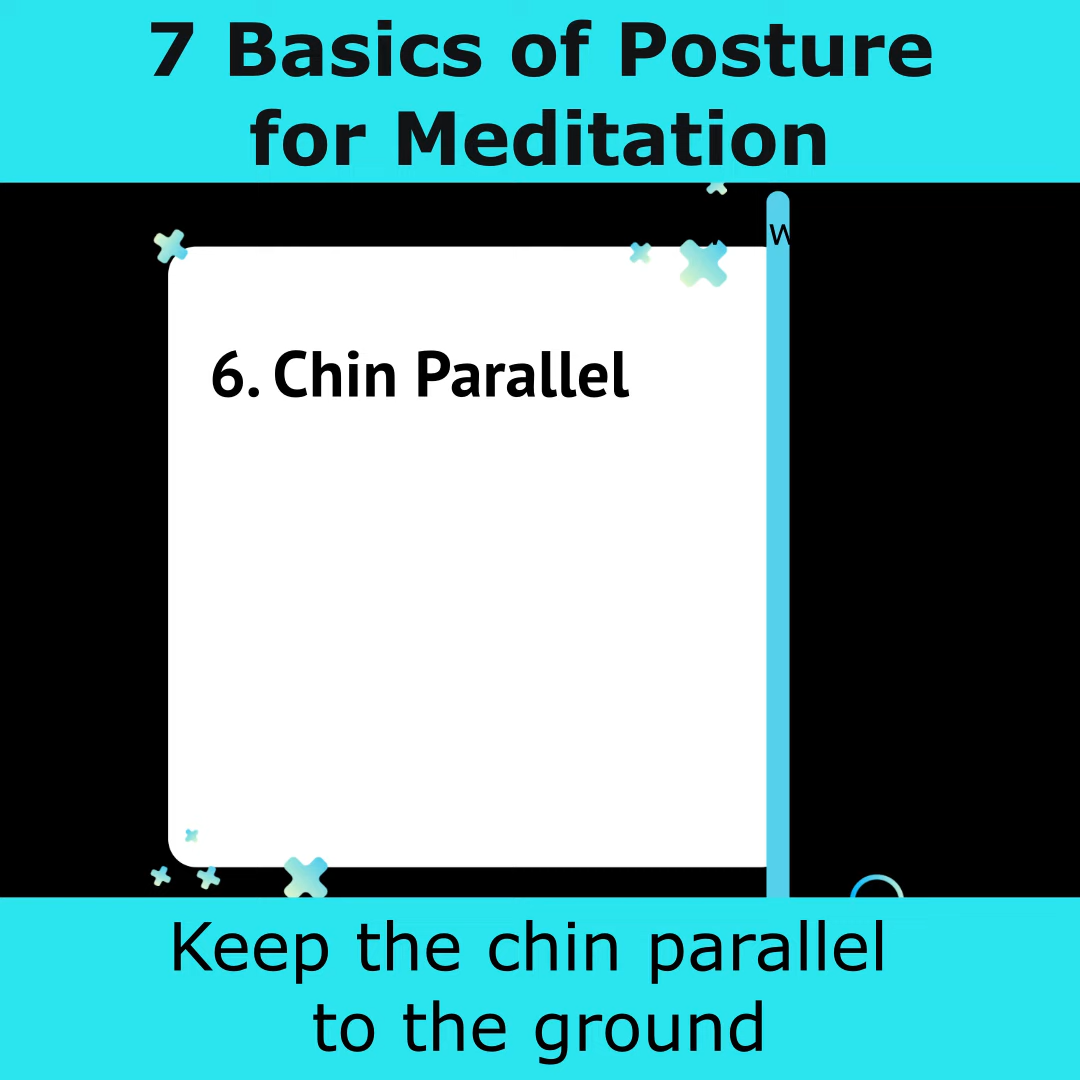 7 Basics of Posture
for Meditation
6. Chin Parallel
Keep the chin parallel
to the ground